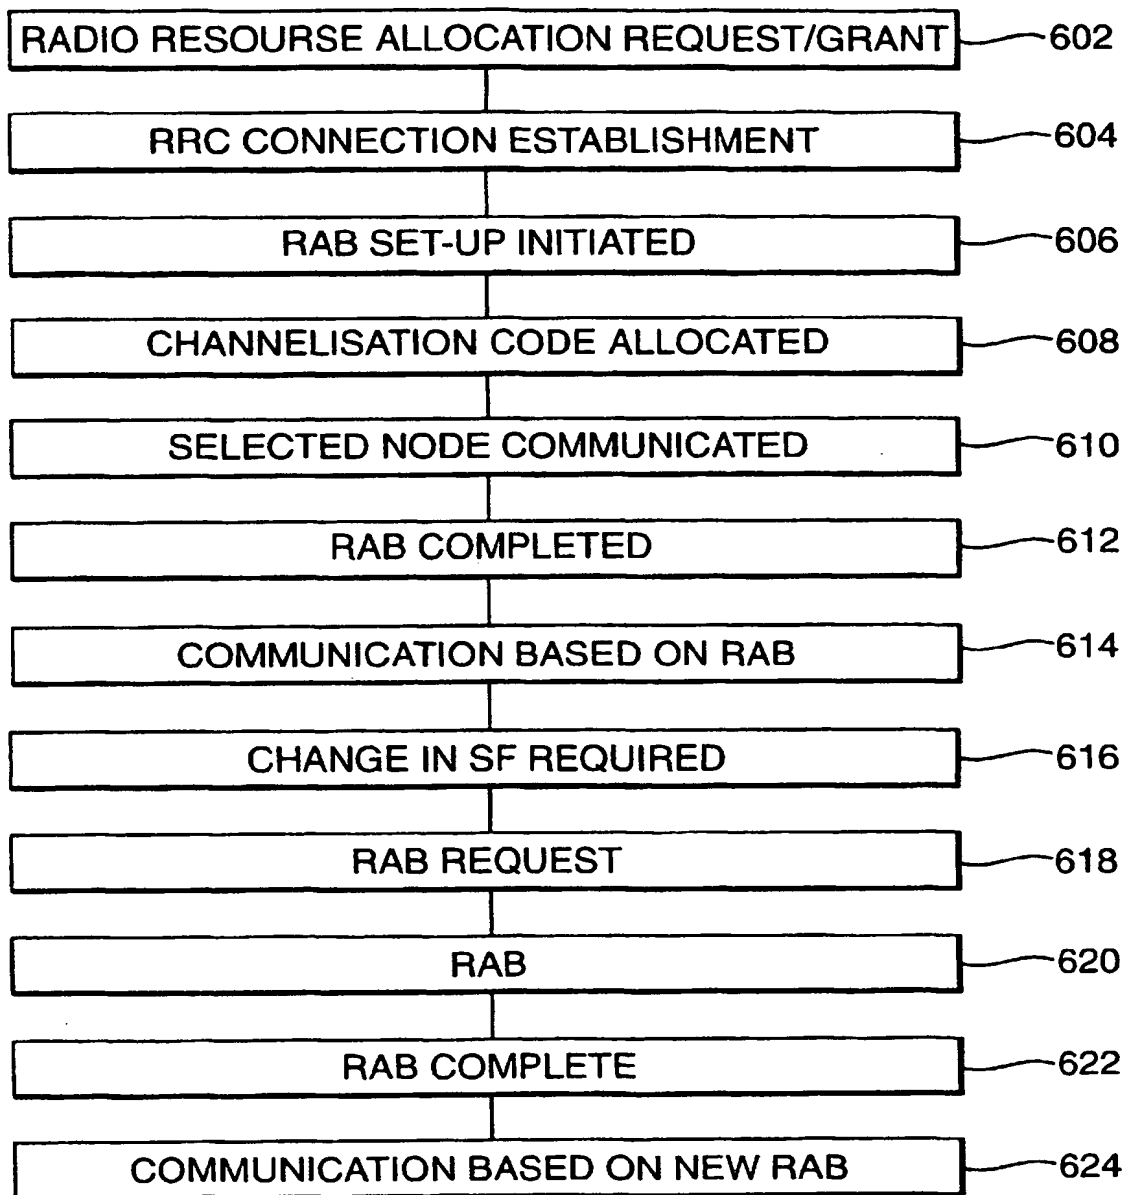 RADIO RESOURSE ALLOCATION REQUEST/GRANT 602
RRC CONNECTION ESTABLISHMENT 604
RAB SET-UP INITIATED 606
CHANNELISATION CODE ALLOCATED 608
SELECTED NODE COMMUNICATED 610
RAB COMPLETED 612
COMMUNICATION BASED ON RAB 614
CHANGE IN SF REQUIRED 616
RAB REQUEST 618
RAB 620
RAB COMPLETE 622
COMMUNICATION BASED ON NEW RAB 624